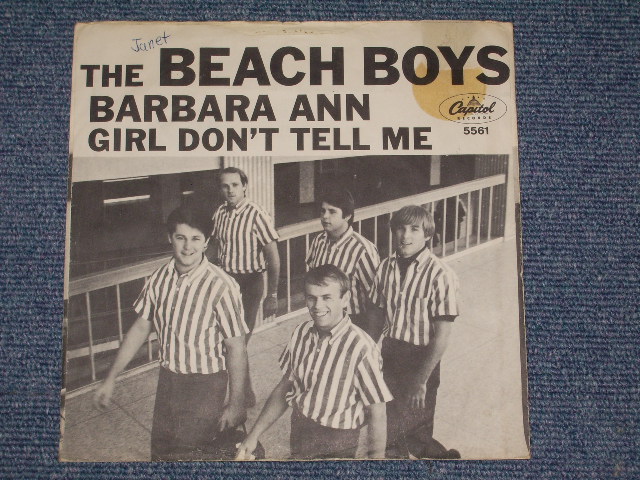 Janet
THE BEACH BOYS
BARBARA ANN
GIRL DON'T TELL ME
Capitol
RECORDS
5561